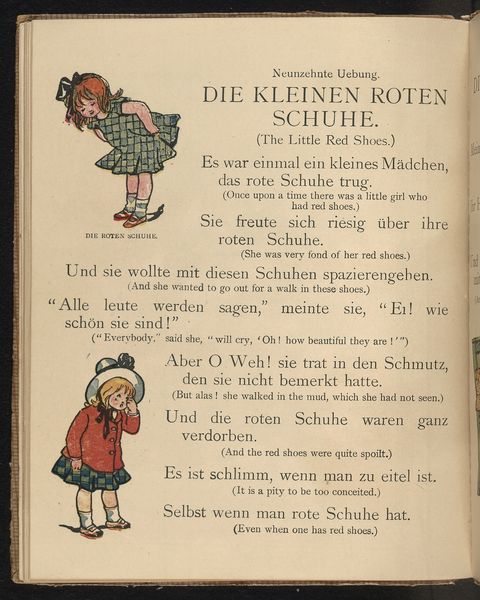 Neunzehnte Uebung.
DIE KLEINEN ROTEN
SCHUHE.
(The Little Red Shoes.)
Es war einmal ein kleines Mädchen,
das rote Schuhe trug.
(Once upon a time there was a little girl who
had red shoes.)
Sie freute sich riesig über ihre
roten Schuhe.
(She was very fond of her red shoes.)
DIE ROTEN SCHUHE.
Und sie wollte mit diesen Schuhen spazierengehen.
(And she wanted to go out for a walk in these shoes.)
"Alle leute werden sagen," meinte sie, "Ei! wie
schön sie sind!"
("Everybody," said she, "will cry, 'Oh! how beautiful they are!'")
Aber O Weh! sie trat in den Schmutz,
den sie nicht bemerkt hatte.
(But alas! she walked in the mud, which she had not seen.)
Und die roten Schuhe waren ganz
verdorben.
(And the red shoes were quite spoilt.)
Es ist schlimm, wenn man zu eitel ist.
(It is a pity to be too conceited.)
Selbst wenn man rote Schuhe hat.
(Even when one has red shoes.)